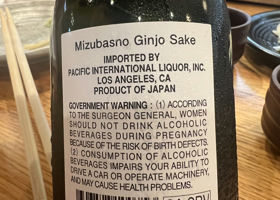 Mizubasno Ginjo Sake
IMPORTED BY
PACIFIC INTERNATIONAL LIQUOR, INC.
LOS ANGELES, CA
PRODUCT OF JAPAN
GOVERNMENT WARNING : (1) ACCORDING
TO THE SURGEON GENERAL, WOMEN
SHOULD NOT DRINK ALCOHOLIC
BEVERAGES DURING PREGNANCY
BECAUSE OF THE RISK OF BIRTH DEFECTS.
(2) CONSUMPTION OF ALCOHOLIC
BEVERAGES IMPAIRS YOUR ABILITY TO
DRIVE A CAR OR OPERATE MACHINERY,
AND MAY CAUSE HEALTH PROBLEMS.